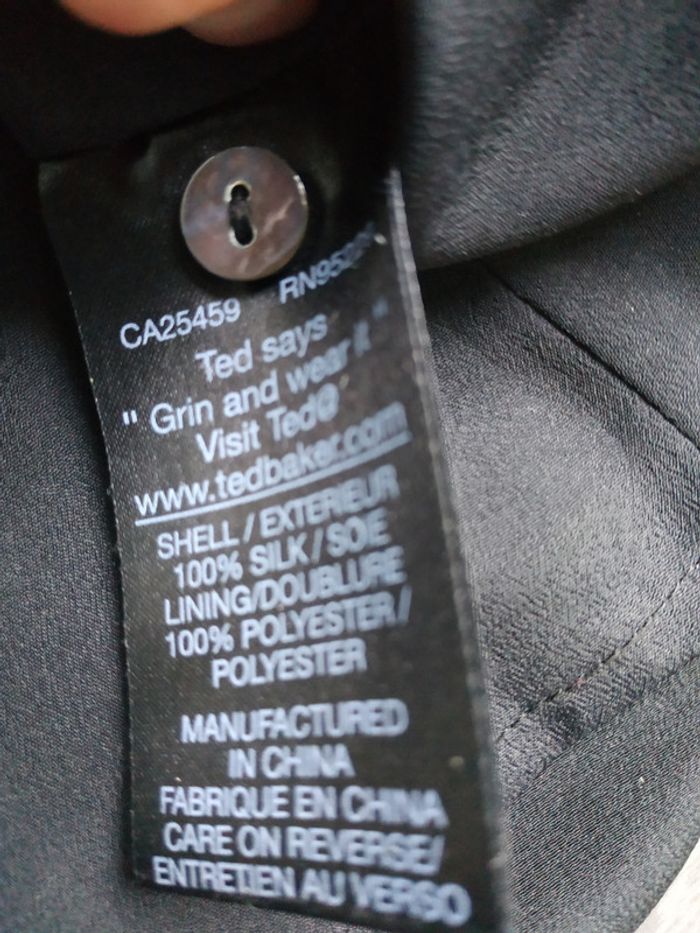 CA25459
Ted says
" Grin and wear it "
Visit Ted@
www.tedbaker.com
SHELL / EXTERIEUR
100% SILK / SOIE
LINING/DOUBLURE
100% POLYESTER /
POLYESTER
MANUFACTURED
IN CHINA
FABRIQUE EN CHINA
CARE ON REVERSE/
ENTRETIEN AU VERSO